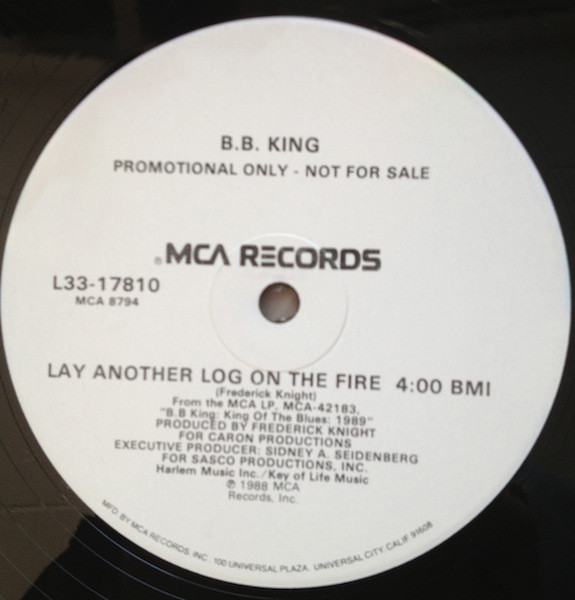 B.B. KING
PROMOTIONAL ONLY - NOT FOR SALE
®MCA RECORDS
L33-17810
MCA 8794
LAY ANOTHER LOG ON THE FIRE 4:00 BMI
(Frederick Knight)
From the MCA LP, MCA-42183,
"B.B King: King Of The Blues: 1989"
PRODUCED BY FREDERICK KNIGHT
FOR CARON PRODUCTIONS
EXECUTIVE PRODUCER: SIDNEY A. SEIDENBERG
FOR SASCO PRODUCTIONS, INC.
Harlem Music Inc./Key of Life Music
℗ 1988 MCA
Records, Inc.
MFD. BY MCA RECORDS, INC., 100 UNIVERSAL PLAZA, UNIVERSAL CITY, CALIF. 91608